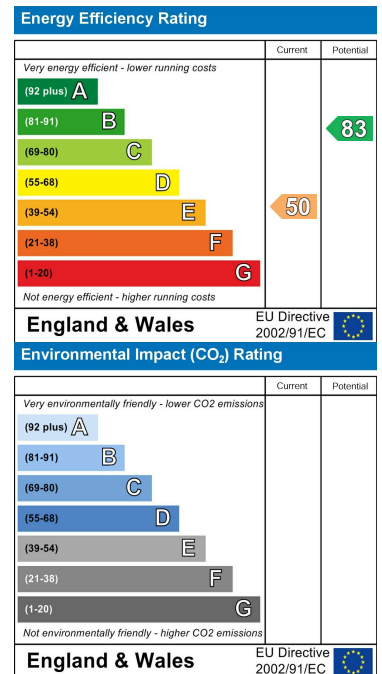 Energy Efficiency Rating
Current Potential
Very energy efficient - lower running costs
(92 plus) A
(81-91) B
83
(69-80) C
(55-68) D
(39-54) E
50
(21-38) F
(1-20) G
Not energy efficient - higher running costs
England & Wales
EU Directive
2002/91/EC
Environmental Impact (CO₂) Rating
Current Potential
Very environmentally friendly - lower CO2 emissions
(92 plus) A
(81-91) B
(69-80) C
(55-68) D
(39-54) E
(21-38) F
(1-20) G
Not environmentally friendly - higher CO2 emissions
England & Wales
EU Directive
2002/91/EC